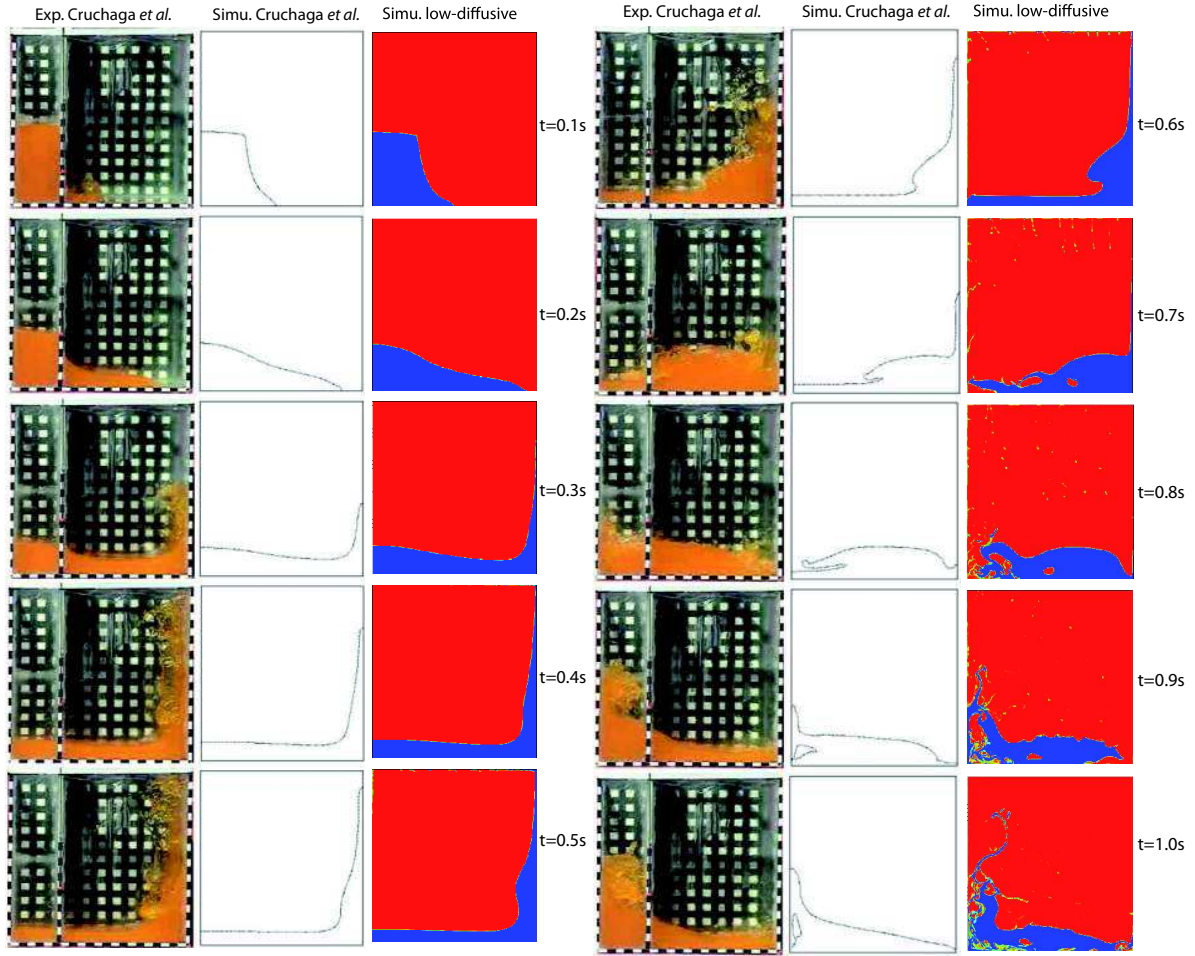 Exp. Cruchaga et al.
Simu. Cruchaga et al.
Simu. low-diffusive
t=0.1s
t=0.2s
t=0.3s
t=0.4s
t=0.5s
Exp. Cruchaga et al.
Simu. Cruchaga et al.
Simu. low-diffusive
t=0.6s
t=0.7s
t=0.8s
t=0.9s
t=1.0s